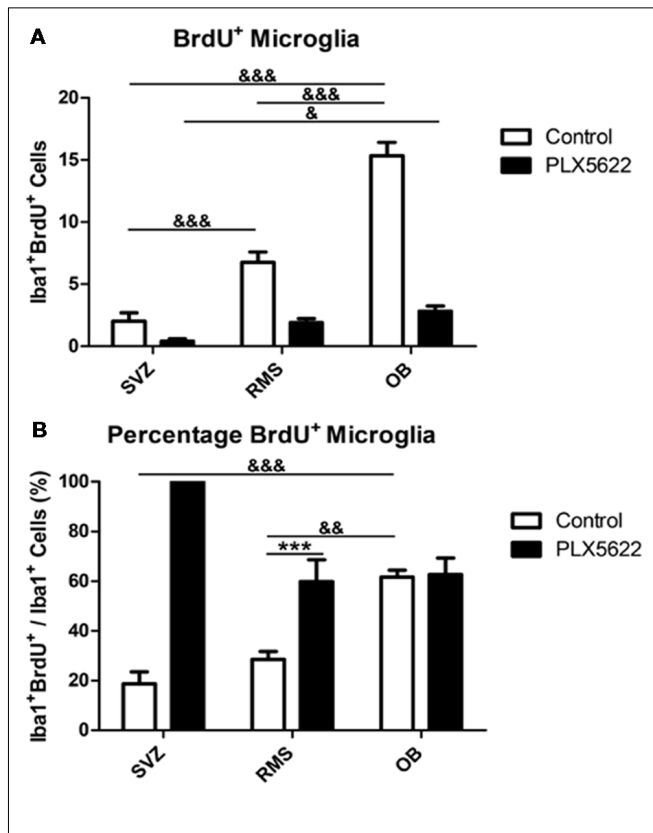 A
BrdU⁺ Microglia
&&&
&&&
&
&&&
Iba1⁺BrdU⁺ Cells
20
15
10
5
0
SVZ
RMS
OB
Control
PLX5622
B
Percentage BrdU⁺ Microglia
&&&
&&
***
Iba1⁺BrdU⁺ / Iba1⁺ Cells (%)
100
80
60
40
20
0
SVZ
RMS
OB
Control
PLX5622